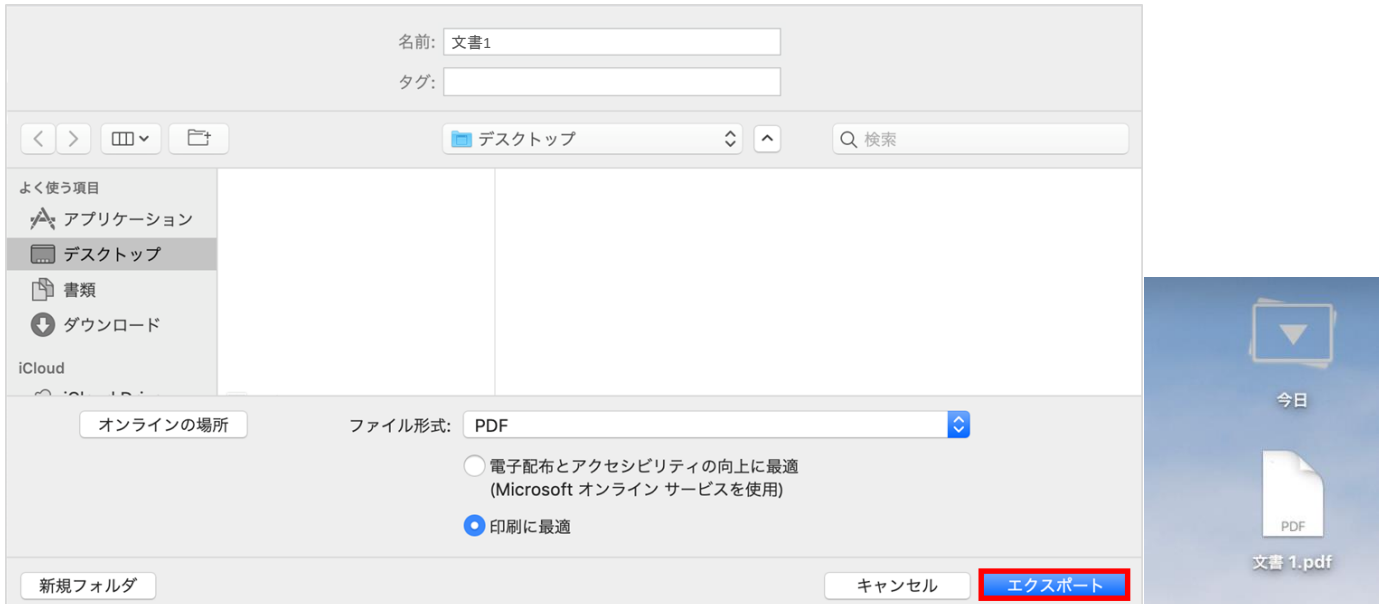 名前: 文書1
タグ:
デスクトップ
検索
よく使う項目
アプリケーション
デスクトップ
書類
ダウンロード
iCloud
オンラインの場所
ファイル形式: PDF
電子配布とアクセシビリティの向上に最適
(Microsoft オンライン サービスを使用)
印刷に最適
新規フォルダ
キャンセル
エクスポート
今日
PDF
文書 1.pdf